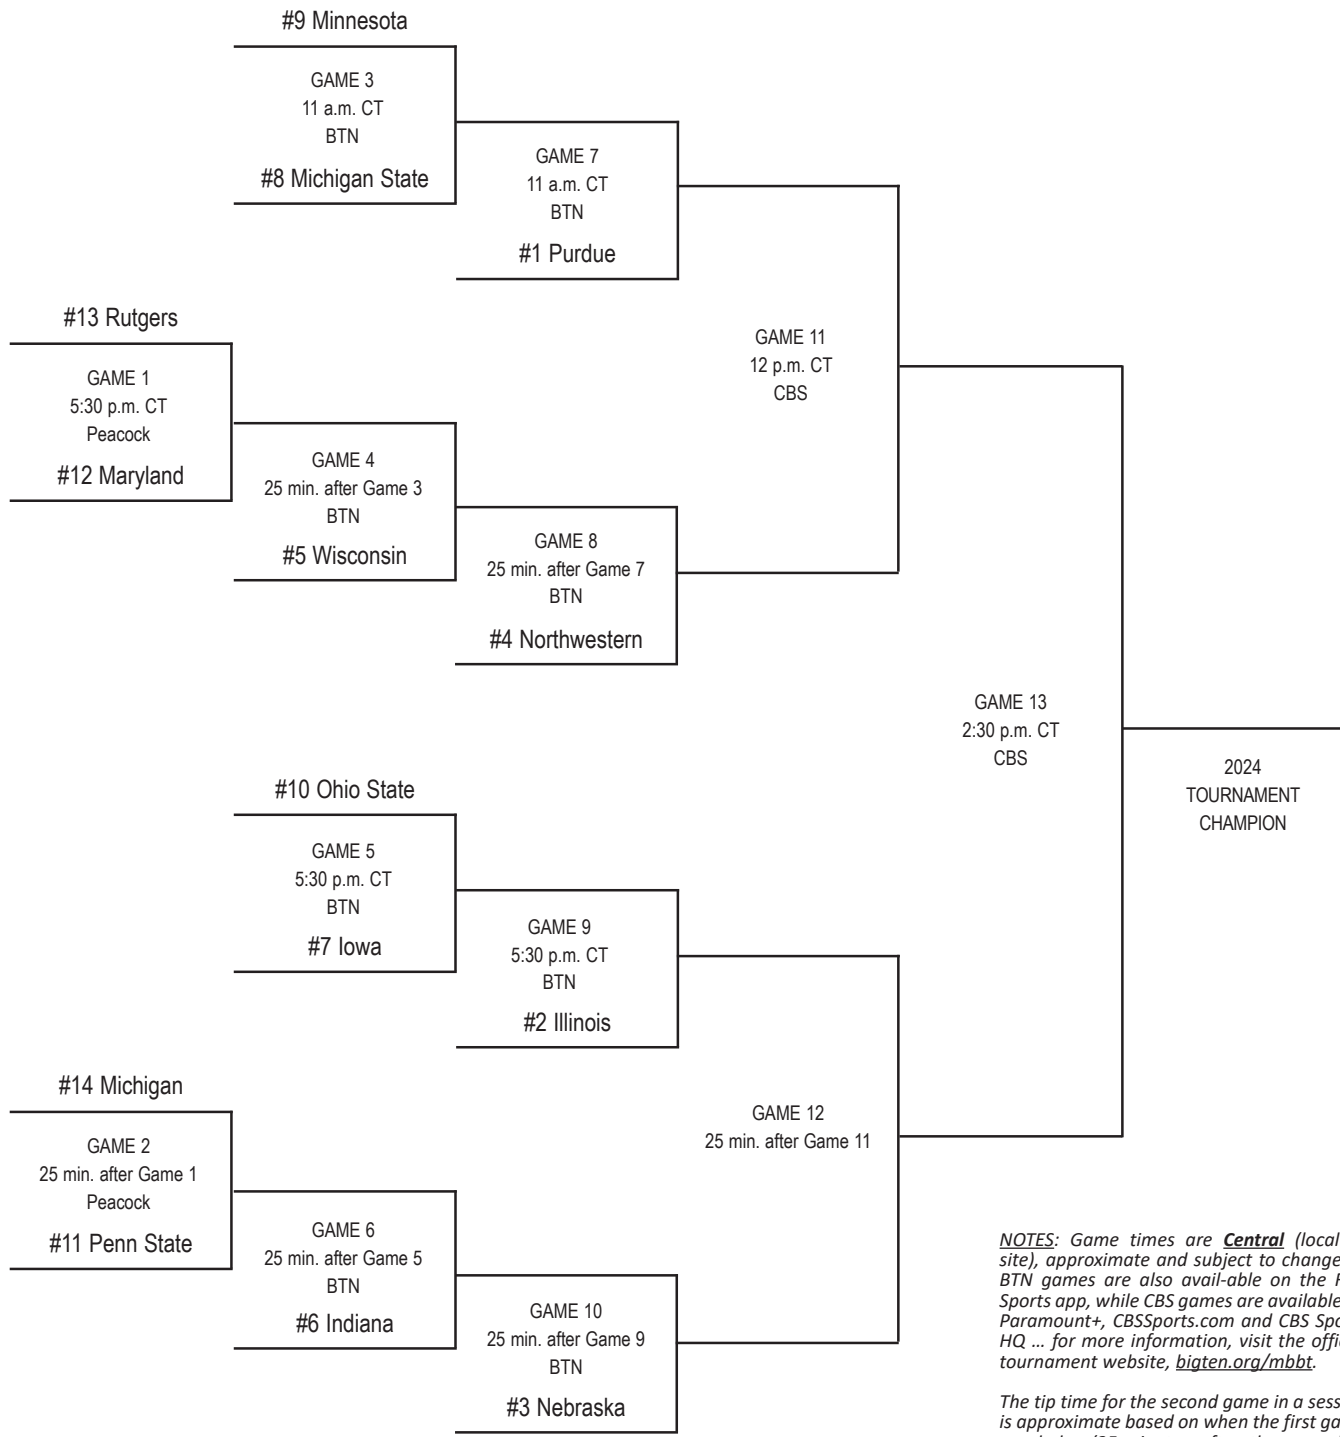 #9 Minnesota
GAME 3
11 a.m. CT
BTN
#8 Michigan State
GAME 7
11 a.m. CT
BTN
#1 Purdue
#13 Rutgers
GAME 1
5:30 p.m. CT
Peacock
#12 Maryland
GAME 4
25 min. after Game 3
BTN
#5 Wisconsin
GAME 8
25 min. after Game 7
BTN
#4 Northwestern
GAME 11
12 p.m. CT
CBS
GAME 13
2:30 p.m. CT
CBS
2024
TOURNAMENT
CHAMPION
#10 Ohio State
GAME 5
5:30 p.m. CT
BTN
#7 Iowa
GAME 9
5:30 p.m. CT
BTN
#2 Illinois
#14 Michigan
GAME 2
25 min. after Game 1
Peacock
#11 Penn State
GAME 6
25 min. after Game 5
BTN
#6 Indiana
GAME 10
25 min. after Game 9
BTN
#3 Nebraska
GAME 12
25 min. after Game 11
NOTES: Game times are Central (local
site), approximate and subject to change
BTN games are also avail-able on the
Sports app, while CBS games are available
Paramount+, CBSSports.com and CBS
HQ ... for more information, visit the
tournament website, bigten.org/mbbt.
The tip time for the second game in a
is approximate based on when the first